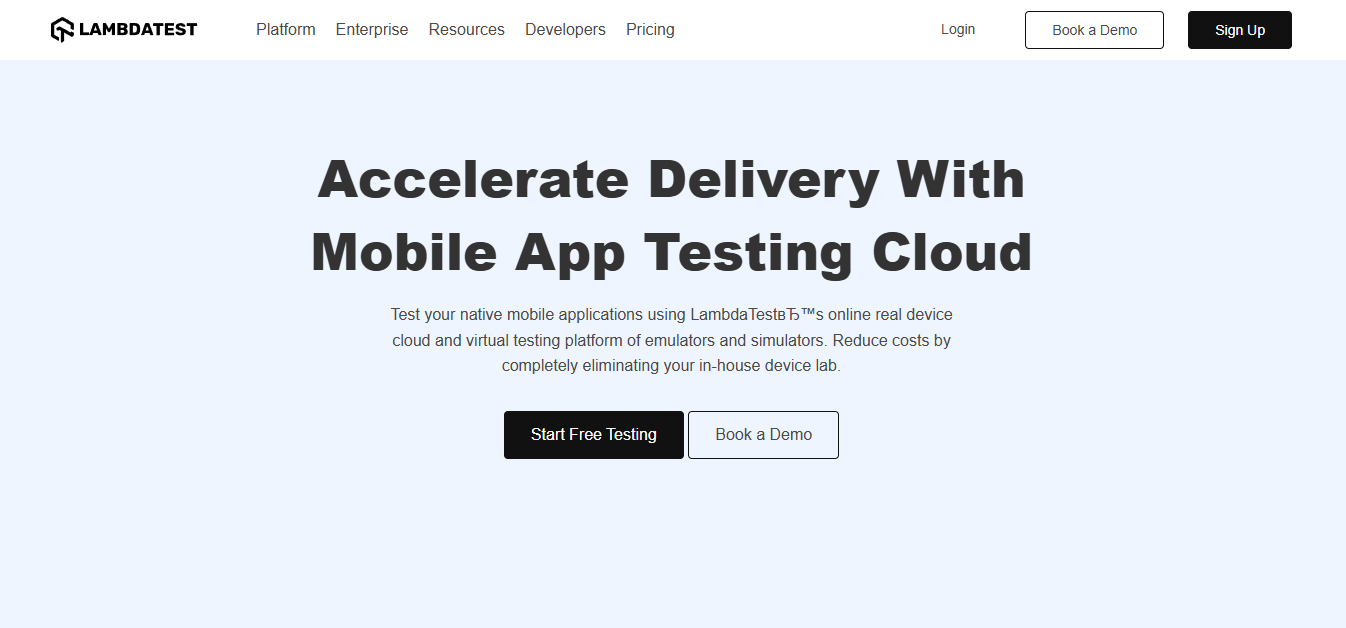 LAMBDATEST
Platform
Enterprise
Resources
Developers
Pricing
Login
Book a Demo
Sign Up
Accelerate Delivery With
Mobile App Testing Cloud
Test your native mobile applications using LambdaTestвЂ™s online real device
cloud and virtual testing platform of emulators and simulators. Reduce costs by
completely eliminating your in-house device lab.
Start Free Testing
Book a Demo